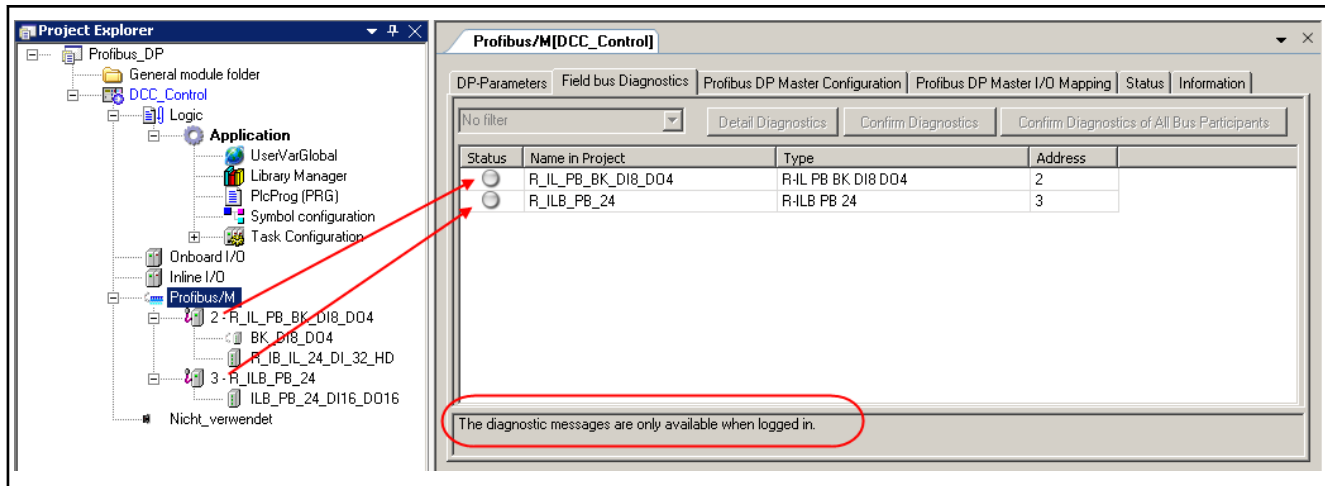 Project Explorer
Profibus_DP
General module folder
DCC_Control
Logic
Application
UserVarGlobal
Library Manager
PlcProg (PRG)
Symbol configuration
Task Configuration
Onboard I/O
Inline I/O
Profibus/M
2 - R_IL_PB_BK_DI8_DO4
BK_DI8_DO4
R_IB_IL_24_DI_32_HD
3 - R_ILB_PB_24
ILB_PB_24_DI16_DO16
Nicht_verwendet
Profibus/M[DCC_Control]
DP-Parameters Field bus Diagnostics Profibus DP Master Configuration Profibus DP Master I/O Mapping Status Information
No filter Detail Diagnostics Confirm Diagnostics Confirm Diagnostics of All Bus Participants
Status Name in Project Type Address
R_IL_PB_BK_DI8_DO4 R-IL PB BK DI8 DO4 2
R_ILB_PB_24 R-ILB PB 24 3
The diagnostic messages are only available when logged in.